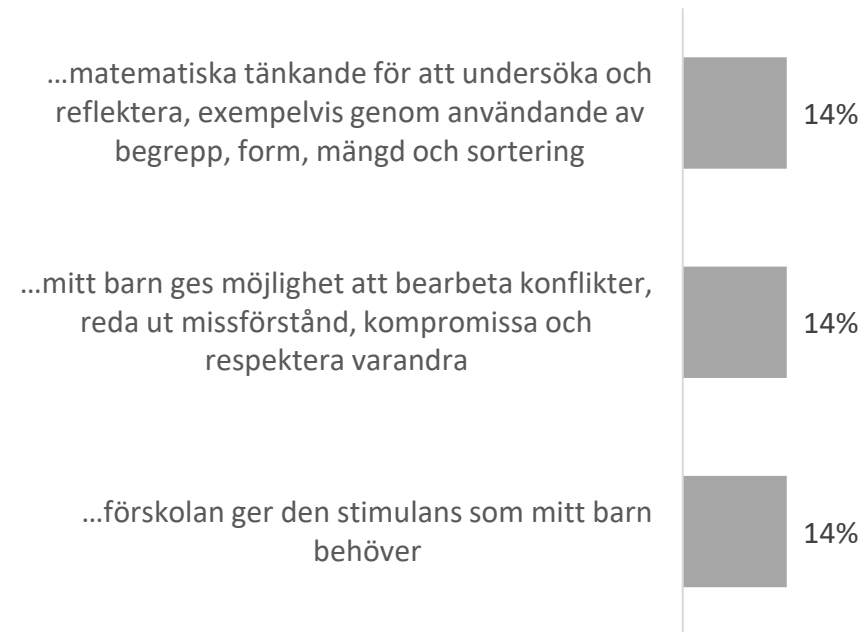 …matematiska tänkande för att undersöka och
reflektera, exempelvis genom användande av
begrepp, form, mängd och sortering
14%
…mitt barn ges möjlighet att bearbeta konflikter,
reda ut missförstånd, kompromissa och
respektera varandra
14%
…förskolan ger den stimulans som mitt barn
behöver
14%